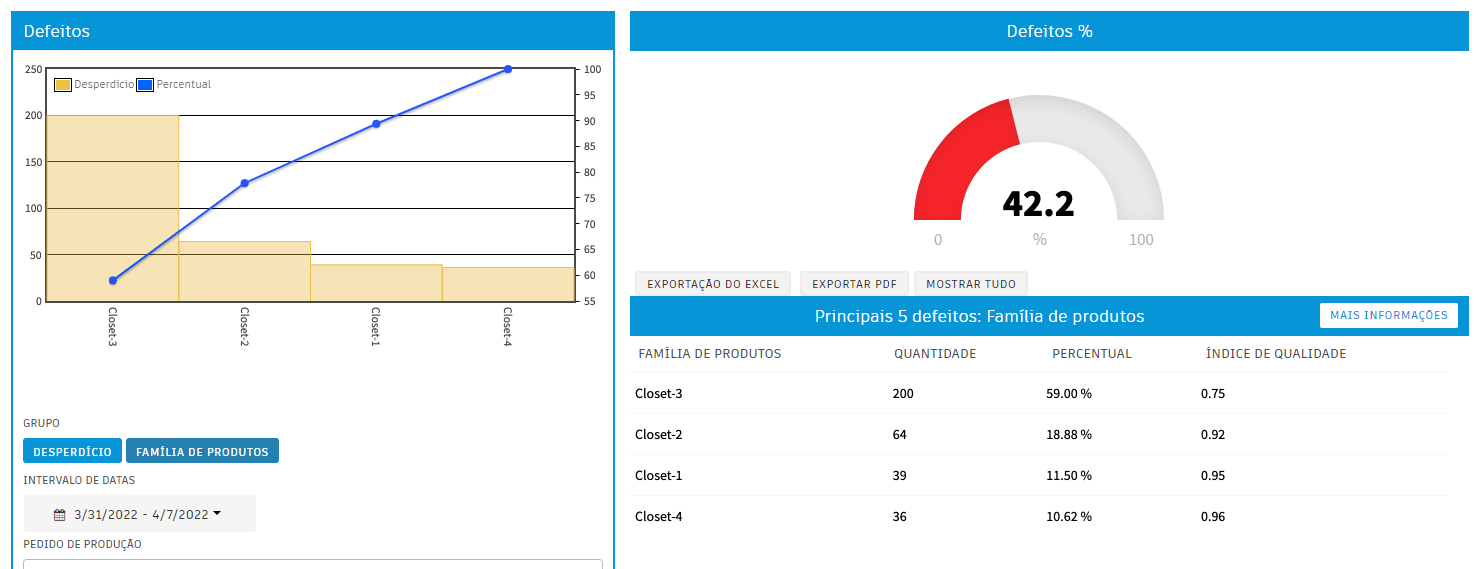 Defeitos
Desperdício Percentual
250
200
150
100
50
0
100
95
90
85
80
75
70
65
60
55
Closet-3
Closet-2
Closet-1
Closet-4
GRUPO
DESPERDÍCIO FAMÍLIA DE PRODUTOS
INTERVALO DE DATAS
3/31/2022 - 4/7/2022
PEDIDO DE PRODUÇÃO
Defeitos %
42.2
0 % 100
EXPORTAÇÃO DO EXCEL EXPORTAR PDF MOSTRAR TUDO
Principais 5 defeitos: Família de produtos MAIS INFORMAÇÕES
FAMÍLIA DE PRODUTOS QUANTIDADE PERCENTUAL ÍNDICE DE QUALIDADE
Closet-3 200 59.00 % 0.75
Closet-2 64 18.88 % 0.92
Closet-1 39 11.50 % 0.95
Closet-4 36 10.62 % 0.96